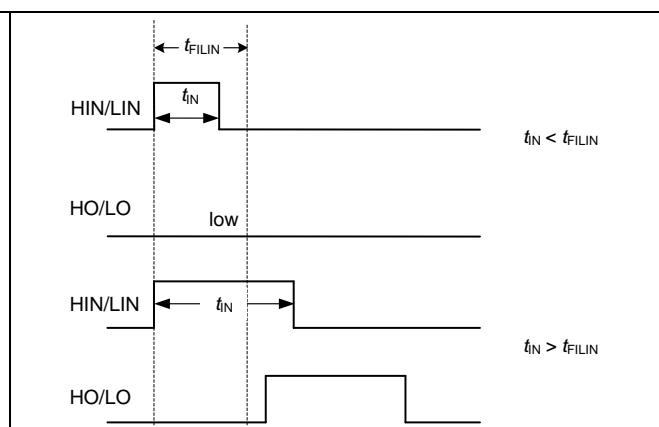 tFILIN
HIN/LIN
tIN
tIN < tFILIN
HO/LO
low
HIN/LIN
tIN
tIN > tFILIN
HO/LO